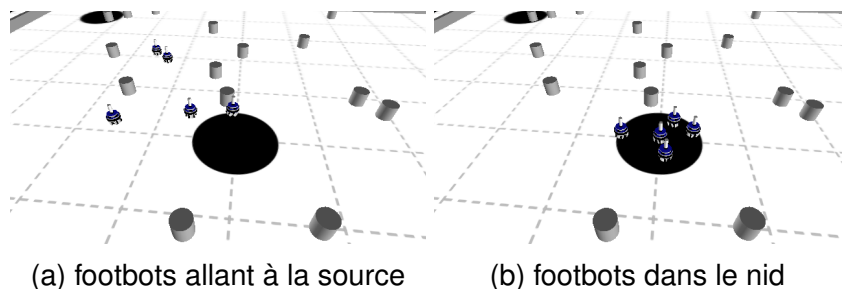 (a) footbots allant à la source
(b) footbots dans le nid